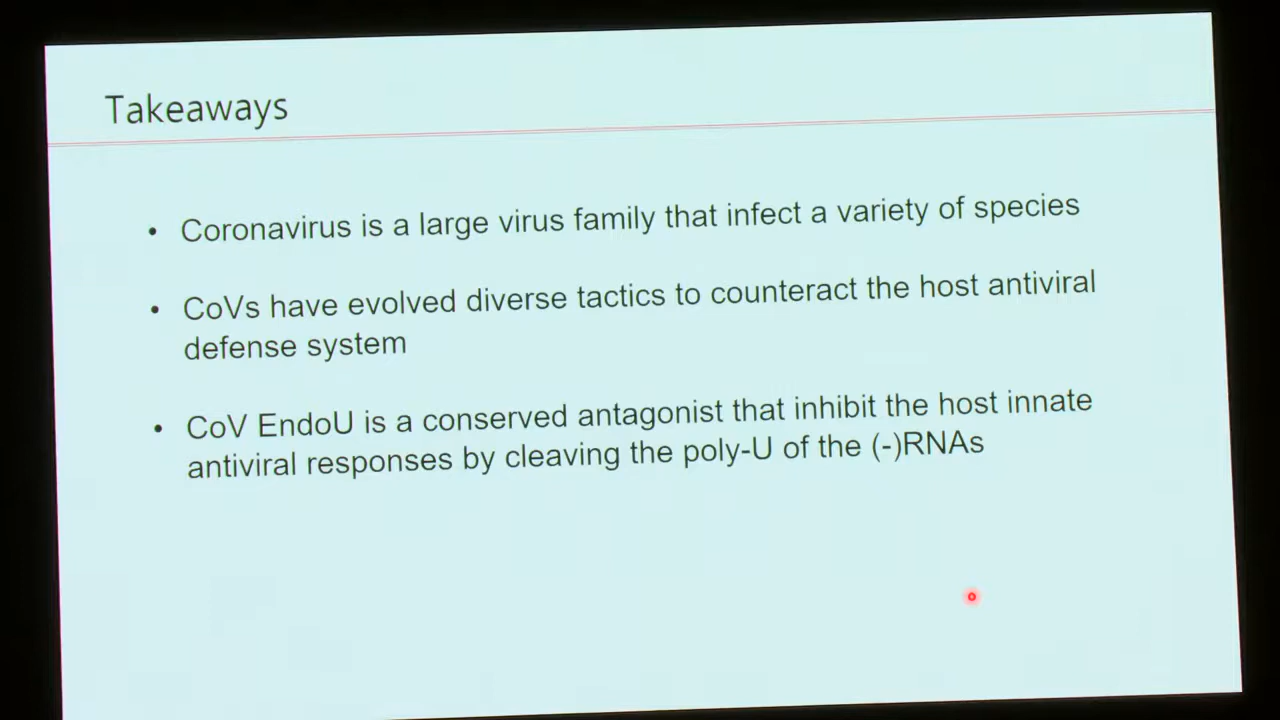 Takeaways
• Coronavirus is a large virus family that infect a variety of species
• CoVs have evolved diverse tactics to counteract the host antiviral
defense system
• CoV EndoU is a conserved antagonist that inhibit the host innate
antiviral responses by cleaving the poly-U of the (-)RNAs